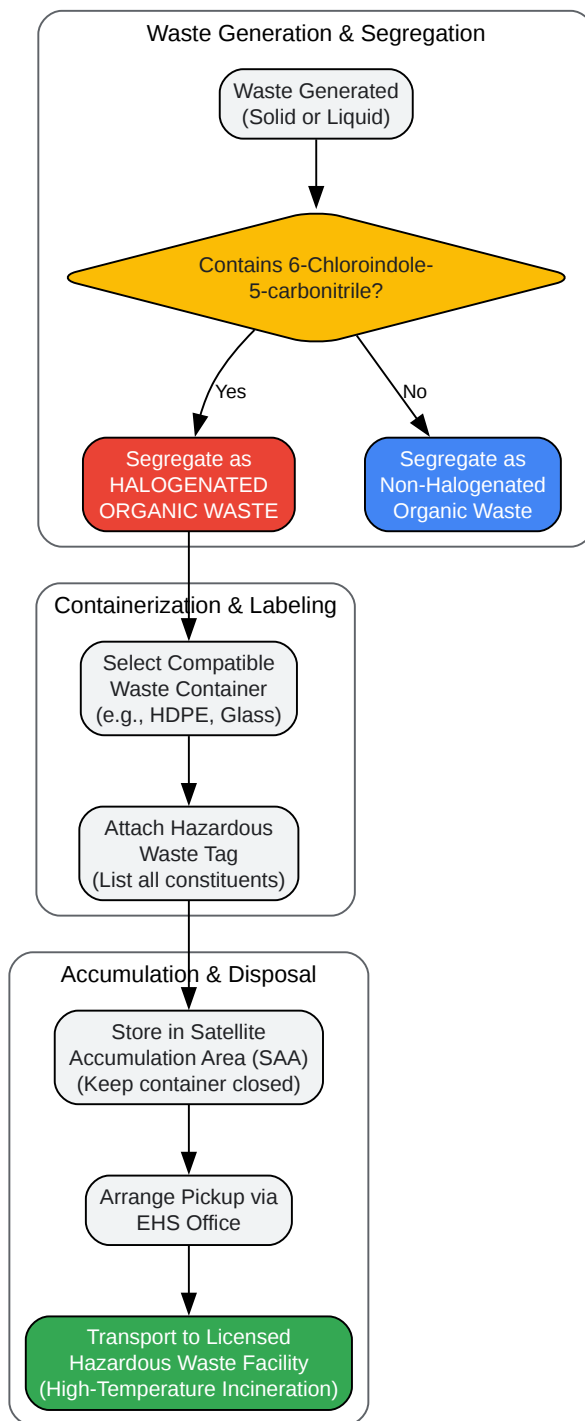 Waste Generation & Segregation
Waste Generated
(Solid or Liquid)
Contains 6-Chloroindole-
5-carbonitrile?
Yes
No
Segregate as
HALOGENATED
ORGANIC WASTE
Segregate as
Non-Halogenated
Organic Waste
Containerization & Labeling
Select Compatible
Waste Container
(e.g., HDPE, Glass)
Attach Hazardous
Waste Tag
(List all constituents)
Accumulation & Disposal
Store in Satellite
Accumulation Area (SAA)
(Keep container closed)
Arrange Pickup via
EHS Office
Transport to Licensed
Hazardous Waste Facility
(High-Temperature Incineration)